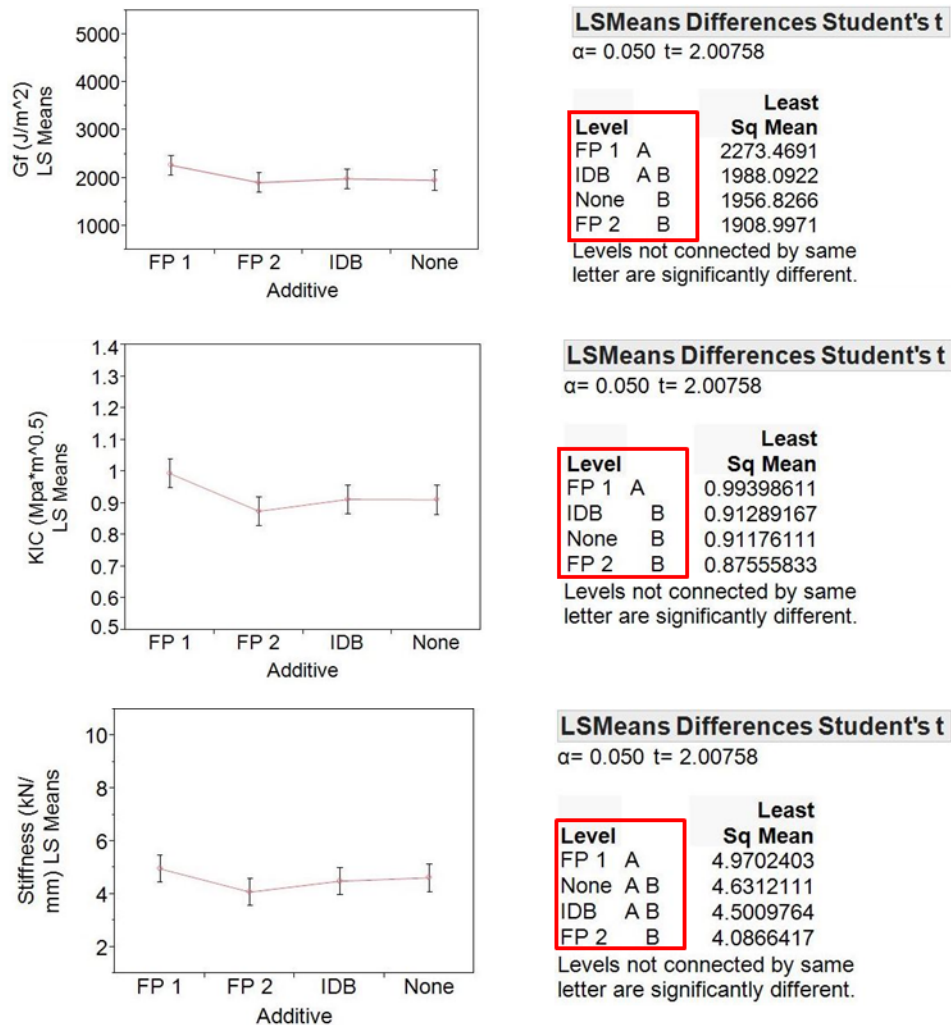 5000
4000
3000
2000
1000
Gf (J/m^2)
LS Means
FP 1 FP 2 IDB None
Additive
LSMeans Differences Student's t
α= 0.050 t= 2.00758
Least
Level Sq Mean
FP 1 A 2273.4691
IDB A B 1988.0922
None B 1956.8266
FP 2 B 1908.9971
Levels not connected by same
letter are significantly different.
1.4
1.3
1.2
1.1
1
0.9
0.8
0.7
0.6
0.5
KIC (Mpa*m^0.5)
LS Means
FP 1 FP 2 IDB None
Additive
LSMeans Differences Student's t
α= 0.050 t= 2.00758
Least
Level Sq Mean
FP 1 A 0.99398611
IDB B 0.91289167
None B 0.91176111
FP 2 B 0.87555833
Levels not connected by same
letter are significantly different.
10
8
6
4
2
Stiffness (kN/
mm) LS Means
FP 1 FP 2 IDB None
Additive
LSMeans Differences Student's t
α= 0.050 t= 2.00758
Least
Level Sq Mean
FP 1 A 4.9702403
None A B 4.6312111
IDB A B 4.5009764
FP 2 B 4.0866417
Levels not connected by same
letter are significantly different.